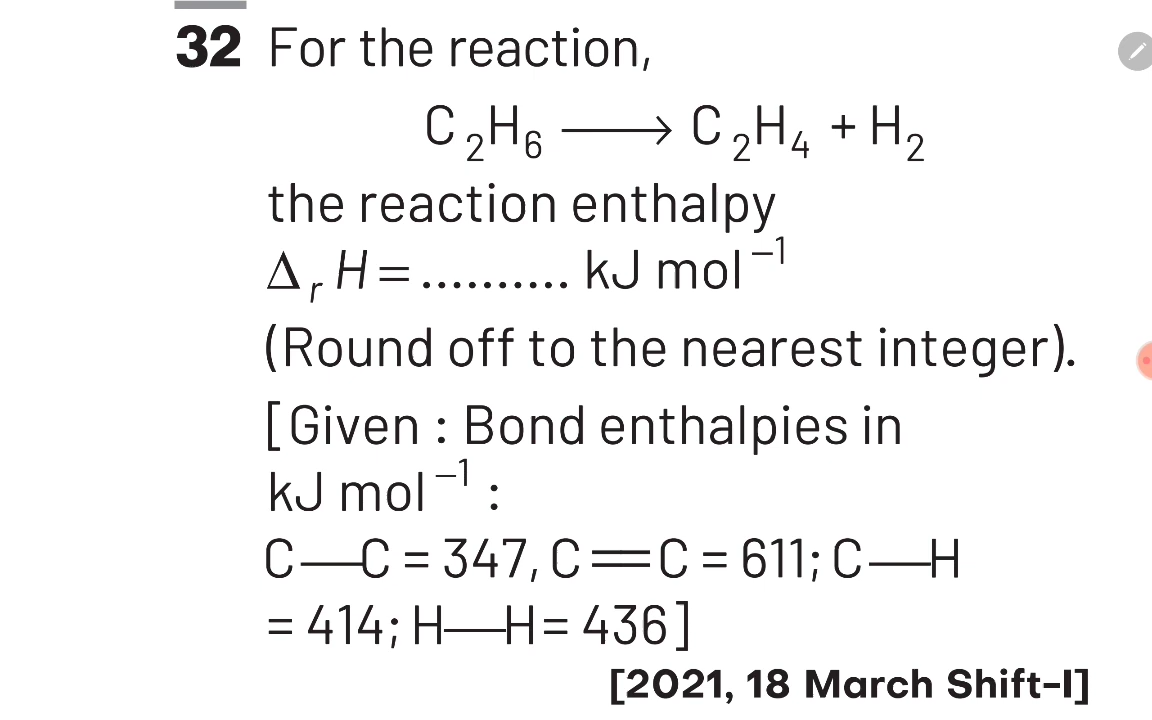 32 For the reaction,
C₂H₆ ⟶ C₂H₄ + H₂
the reaction enthalpy
Δᵣ H = .......... kJ mol⁻¹
(Round off to the nearest integer).
[Given : Bond enthalpies in
kJ mol⁻¹ :
C—C = 347, C═C = 611; C—H
= 414; H—H = 436]
[2021, 18 March Shift-I]